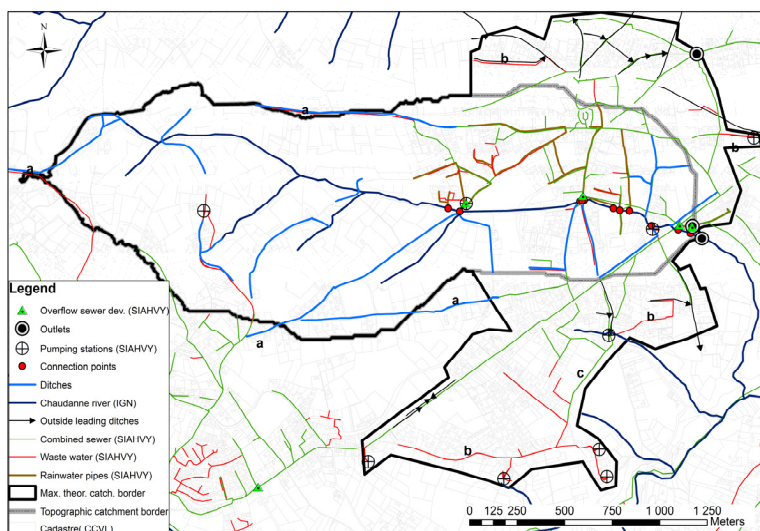 N
b
a
b
a
a
b
a
c
b
Legend
Overflow sewer dev. (SIAHVY)
Outlets
Pumping stations (SIAHVY)
Connection points
Ditches
Chaudanne river (IGN)
Outside leading ditches
Combined sewer (SIAHVY)
Waste water (SIAHVY)
Rainwater pipes (SIAHVY)
Max. theor. catch. border
Topographic catchment border
Cadastre( CCVL)
0 125 250 500 750 1 000 1 250
Meters